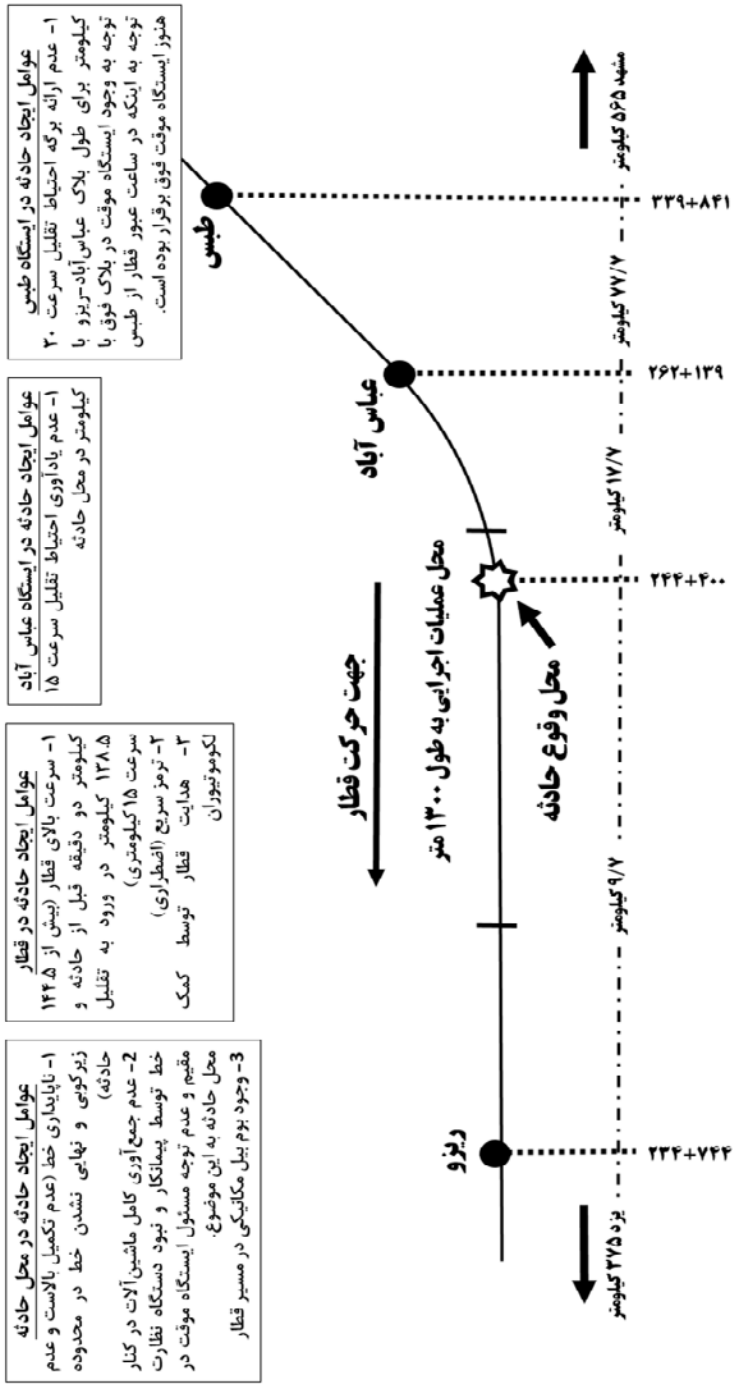 عوامل ایجاد حادثه در محل حادثه
۱- ناپایداری خط (عدم تکمیل بالاست و عدم
زیرکوبی و نهایی نشدن خط در محدوده
حادثه)
2- عدم جمع‌آوری کامل ماشین‌آلات در کنار
خط توسط پیمانکار و نبود دستگاه نظارت
مقیم و عدم توجه مسئول ایستگاه موقت در
محل حادثه به این موضوع.
3- وجود بوم بیل مکانیکی در مسیر قطار
عوامل ایجاد حادثه در قطار
۱- سرعت بالای قطار (بیش از ۱۴۴.۵
کیلومتر دو دقیقه قبل از حادثه و
۱۳۸.۵ کیلومتر در ورود به تقلیل
سرعت ۱۵کیلومتری)
۲- ترمز سریع (اضطراری)
۳- هدایت قطار توسط کمک
لکوموتیوران
عوامل ایجاد حادثه در ایستگاه عباس آباد
۱- عدم یادآوری احتیاط تقلیل سرعت ۱۵
کیلومتر در محل حادثه
عوامل ایجاد حادثه در ایستگاه طبس
۱- عدم ارائه برگه احتیاط تقلیل سرعت ۳۰
کیلومتر برای طول بلاک عباس‌آباد-ریزو با
توجه به وجود ایستگاه موقت در بلاک فوق با
توجه به اینکه در ساعت عبور قطار از طبس
هنوز ایستگاه موقت فوق برقرار بوده است.
طبس
عباس آباد
جهت حرکت قطار
محل عملیات اجرایی به طول ۱۳۰۰ متر
محل وقوع حادثه
ریزو
مشهد ۵۶۵ کیلومتر
۷۷/۷ کیلومتر
۱۷/۷ کیلومتر
۹/۷ کیلومتر
یزد ۳۷۵ کیلومتر
۳۳۹+۸۴۱
۲۶۲+۱۳۹
۲۴۴+۴۰۰
۲۳۴+۷۴۴